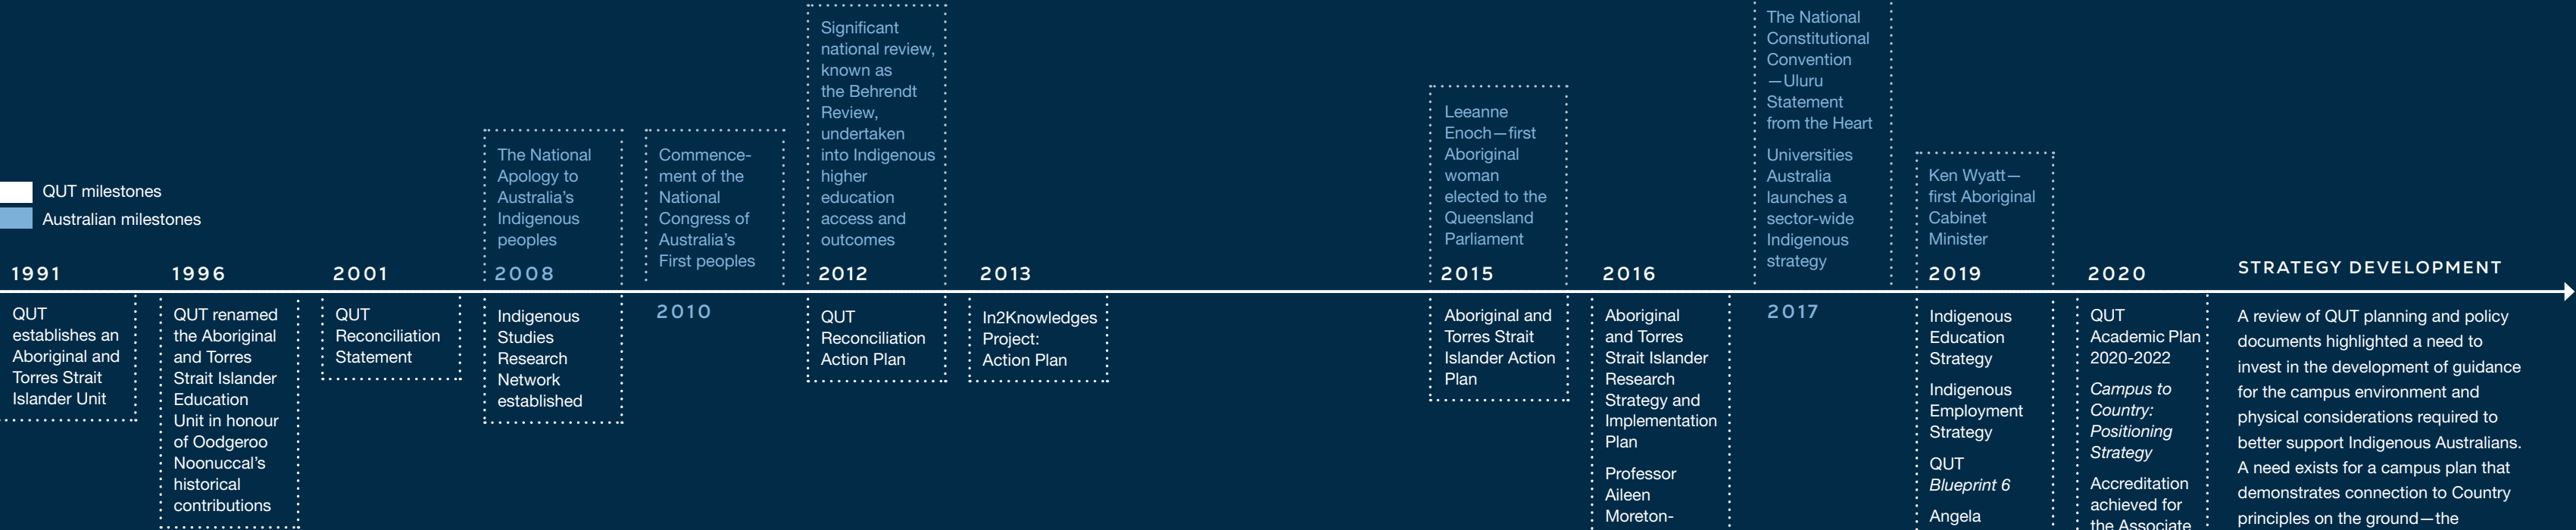 QUT milestones
Australian milestones
1991
QUT
establishes an
Aboriginal and
Torres Strait
Islander Unit
1996
QUT renamed
the Aboriginal
and Torres
Strait Islander
Education
Unit in honour
of Oodgeroo
Noonuccal’s
historical
contributions
2001
QUT
Reconciliation
Statement
The National
Apology to
Australia’s
Indigenous
peoples
2008
Indigenous
Studies
Research
Network
established
Commence-
ment of the
National
Congress of
Australia’s
First peoples
2010
Significant
national review,
known as
the Behrendt
Review,
undertaken
into Indigenous
higher
education
access and
outcomes
2012
QUT
Reconciliation
Action Plan
2013
In2Knowledges
Project:
Action Plan
Leeanne
Enoch—first
Aboriginal
woman
elected to the
Queensland
Parliament
2015
Aboriginal and
Torres Strait
Islander Action
Plan
2016
Aboriginal
and Torres
Strait Islander
Research
Strategy and
Implementation
Plan
Professor
Aileen
Moreton-
The National
Constitutional
Convention
—Uluru
Statement
from the Heart
Universities
Australia
launches a
sector-wide
Indigenous
strategy
2017
Ken Wyatt—
first Aboriginal
Cabinet
Minister
2019
Indigenous
Education
Strategy
Indigenous
Employment
Strategy
QUT
Blueprint 6
Angela
2020
QUT
Academic Plan
2020-2022
Campus to
Country:
Positioning
Strategy
Accreditation
achieved for
the Associate
STRATEGY DEVELOPMENT
A review of QUT planning and policy
documents highlighted a need to
invest in the development of guidance
for the campus environment and
physical considerations required to
better support Indigenous Australians.
A need exists for a campus plan that
demonstrates connection to Country
principles on the ground—the